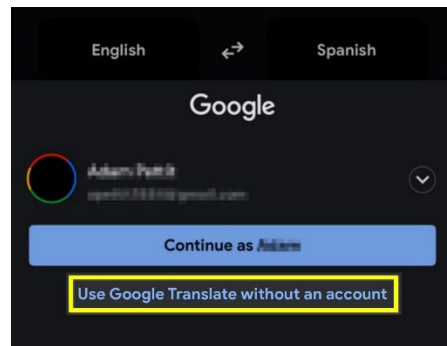 English Spanish
Google
Continue as
Use Google Translate without an account